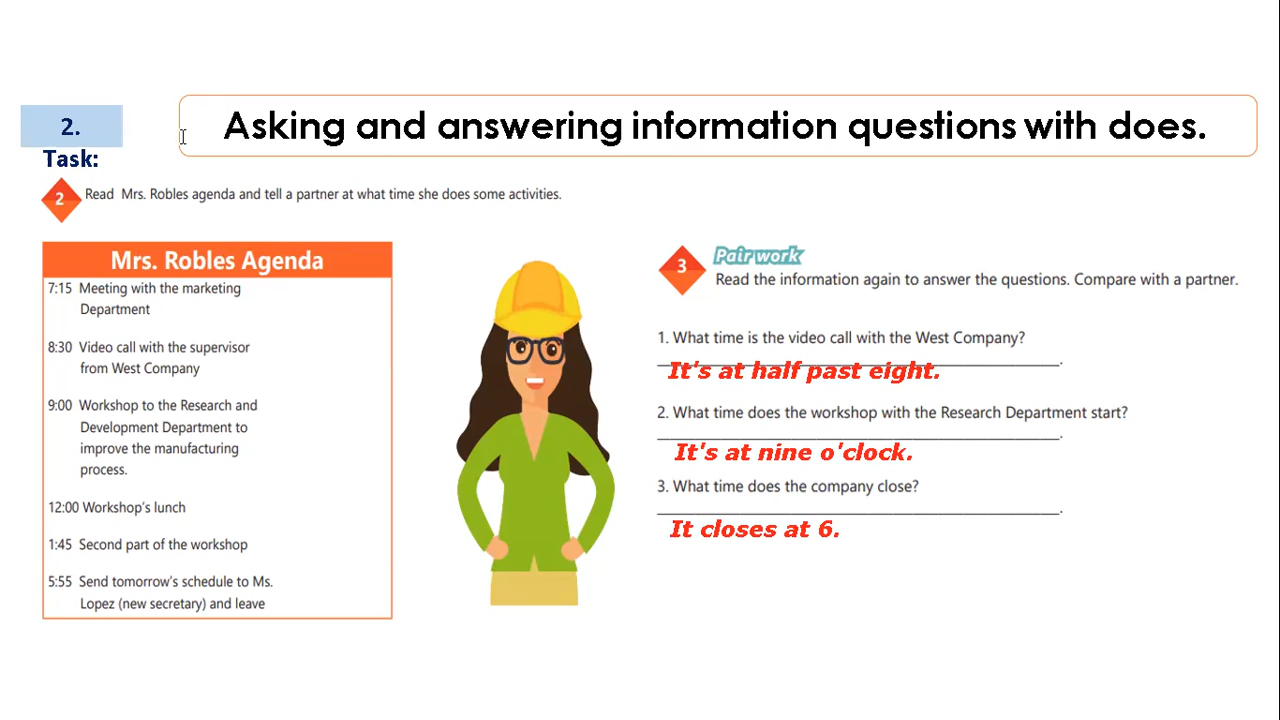 2.
Task:
Asking and answering information questions with does.
2
Read Mrs. Robles agenda and tell a partner at what time she does some activities.
Mrs. Robles Agenda
7:15 Meeting with the marketing
Department
8:30 Video call with the supervisor
from West Company
9:00 Workshop to the Research and
Development Department to
improve the manufacturing
process.
12:00 Workshop's lunch
1:45 Second part of the workshop
5:55 Send tomorrow's schedule to Ms.
Lopez (new secretary) and leave
3
Pair work
Read the information again to answer the questions. Compare with a partner.
1. What time is the video call with the West Company?
It's at half past eight.
2. What time does the workshop with the Research Department start?
It's at nine o'clock.
3. What time does the company close?
It closes at 6.